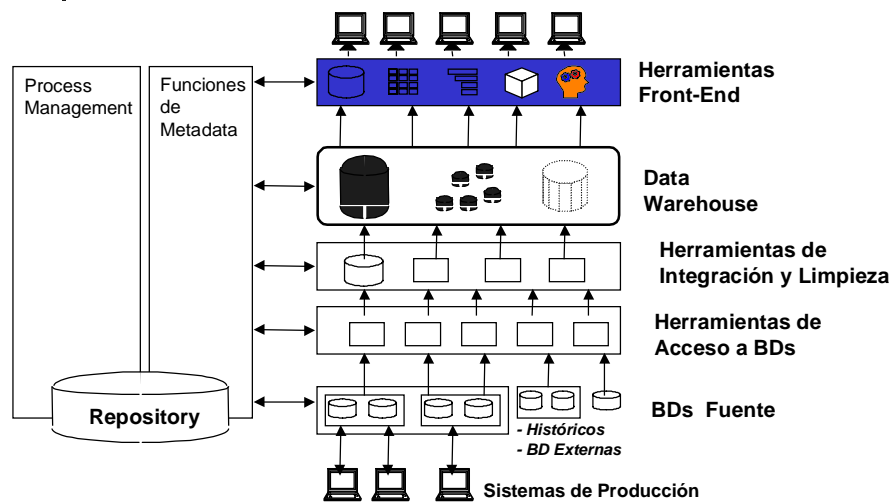 Process
Management
Funciones
de
Metadata
Repository
Herramientas
Front-End
Data
Warehouse
Herramientas de
Integración y Limpieza
Herramientas de
Acceso a BDs
BDs Fuente
- Históricos
- BD Externas
Sistemas de Producción